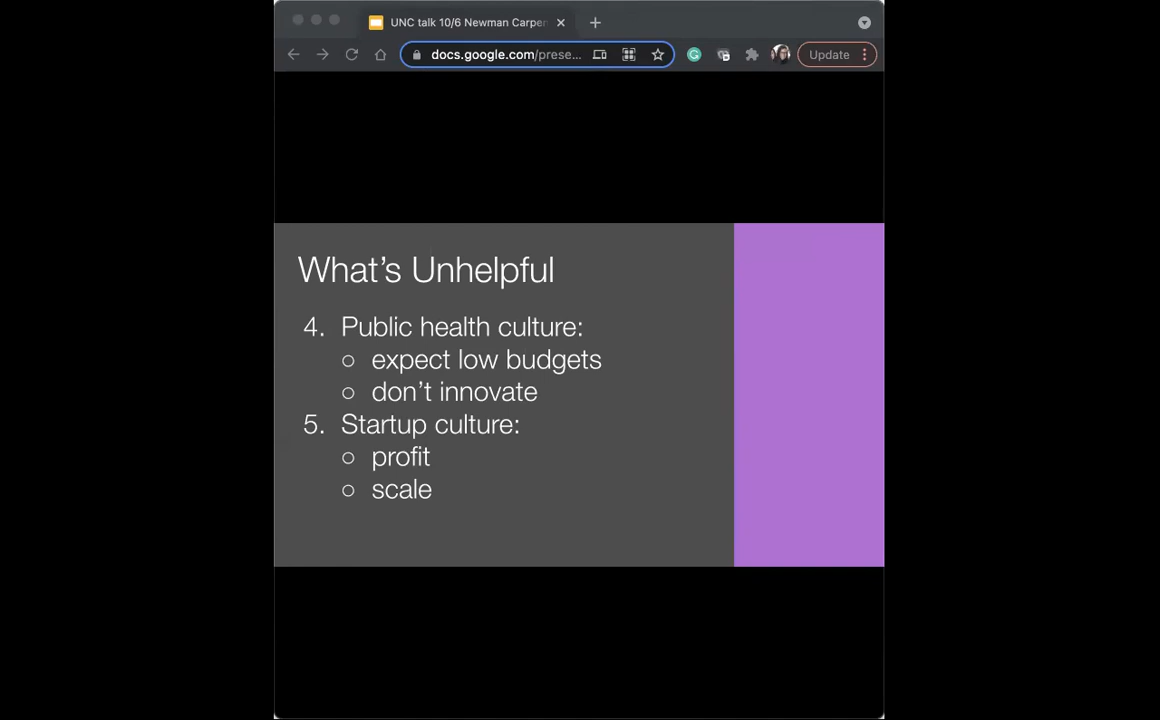 UNC talk 10/6 Newman Carpen
docs.google.com/prese...
Update
What's Unhelpful
4. Public health culture:
○ expect low budgets
○ don't innovate
5. Startup culture:
○ profit
○ scale